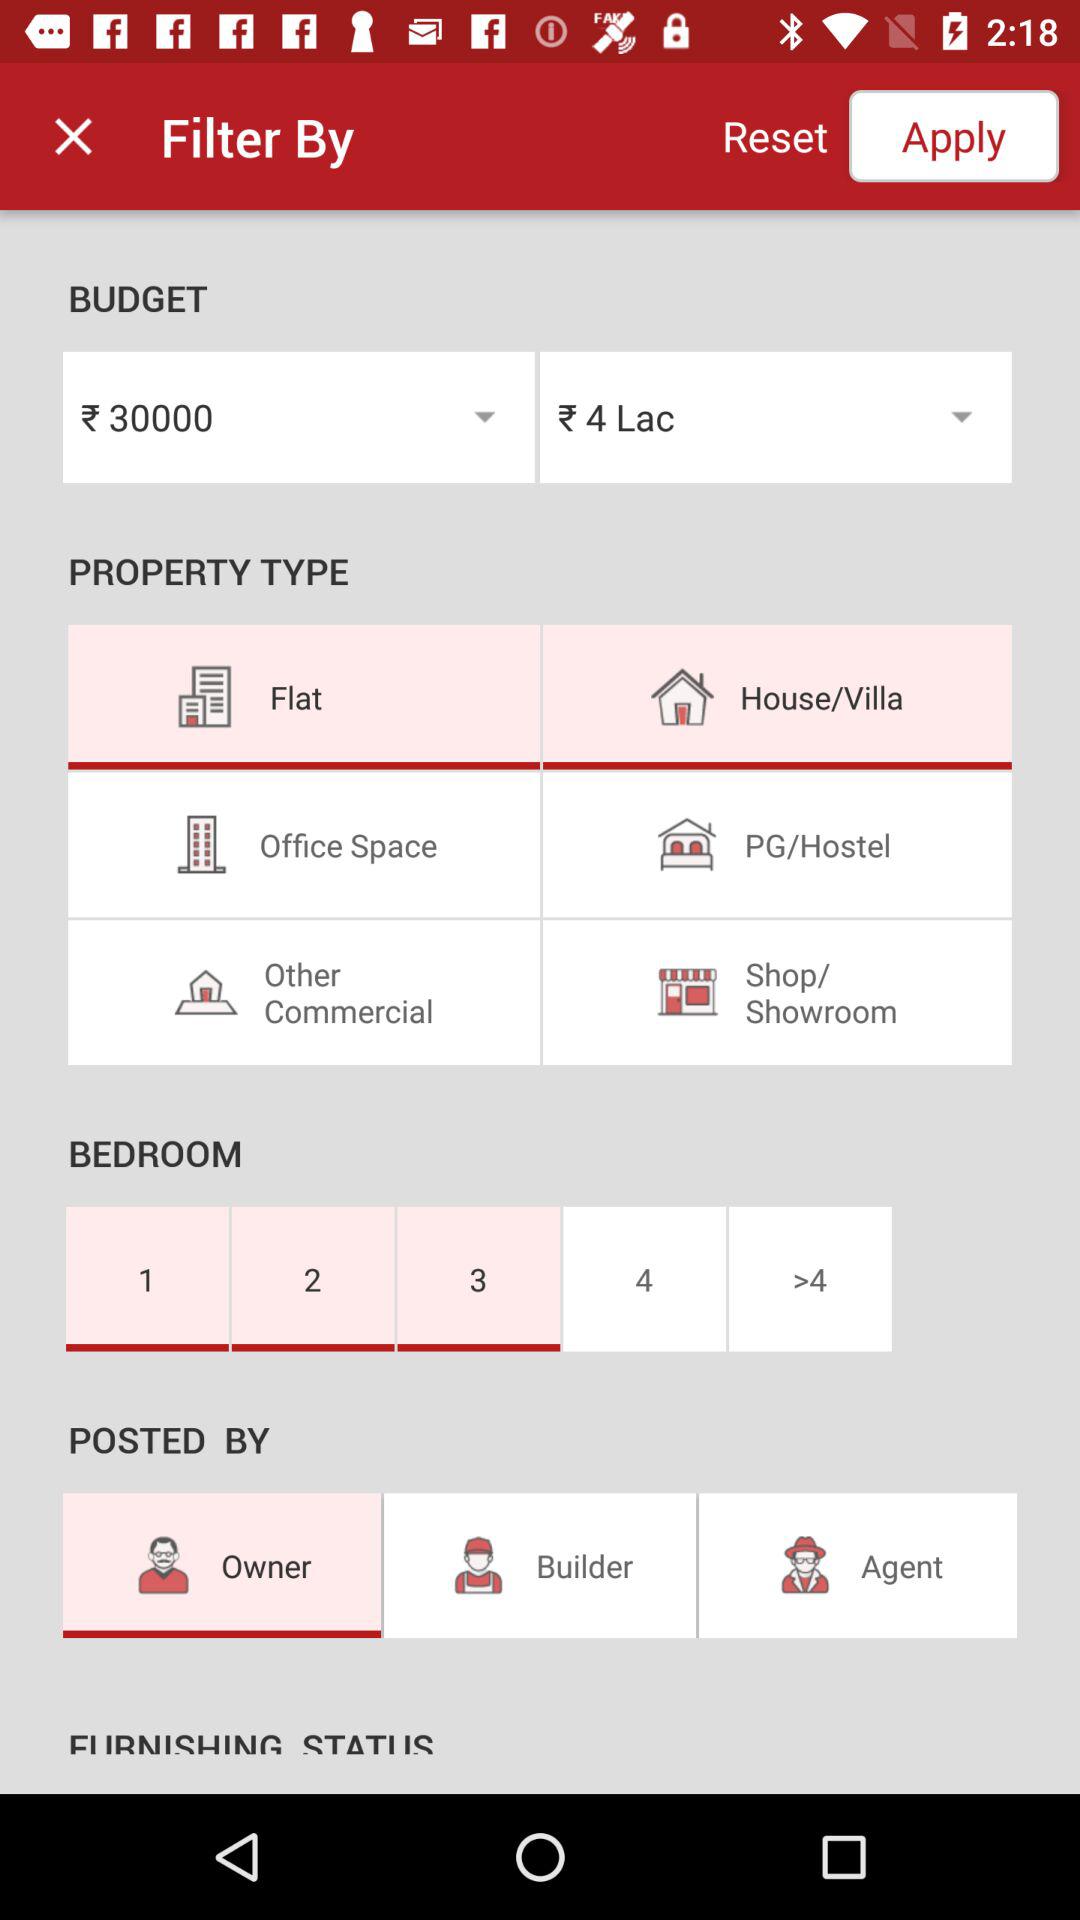 FAKE
2:18
Filter By
Reset
Apply
BUDGET
₹ 30000
₹ 4 Lac
PROPERTY TYPE
Flat
House/Villa
Office Space
PG/Hostel
Other
Commercial
Shop/
Showroom
BEDROOM
1
2
3
4
>4
POSTED BY
Owner
Builder
Agent
FURNISHING STATUS